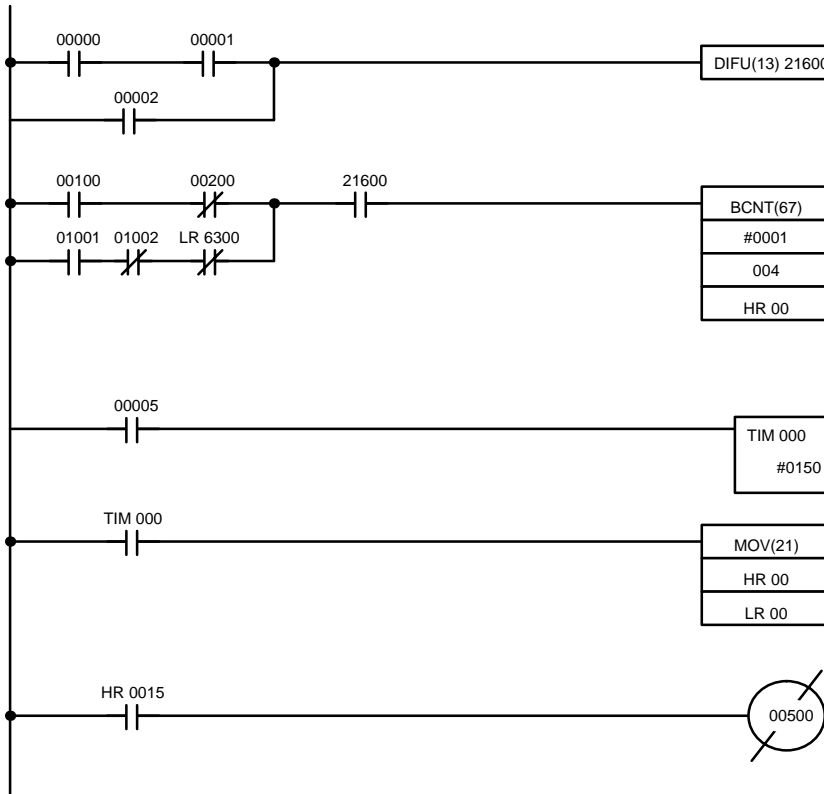 00000 00001
DIFU(13) 21600
00002
00100 00200 21600
BCNT(67)
01001 01002 LR 6300
#0001
004
HR 00
00005
TIM 000
#0150
TIM 000
MOV(21)
HR 00
LR 00
HR 0015
00500